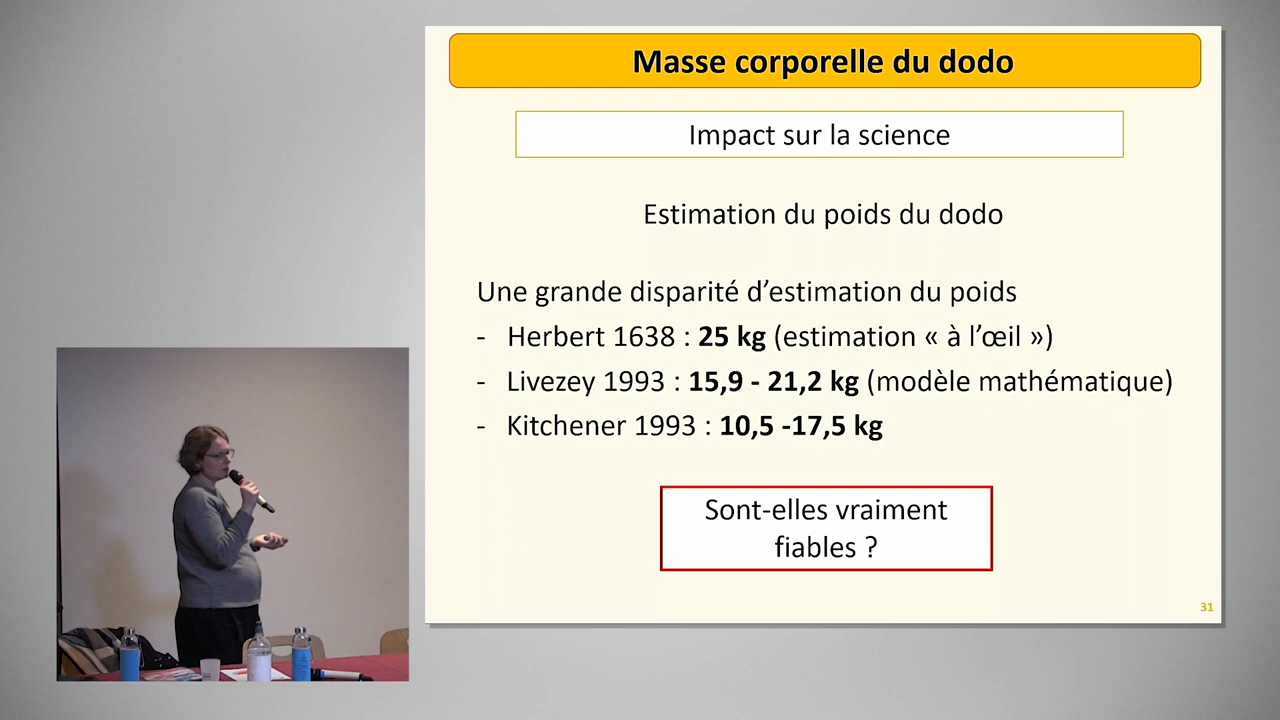 Masse corporelle du dodo
Impact sur la science
Estimation du poids du dodo
Une grande disparité d’estimation du poids
- Herbert 1638 : 25 kg (estimation « à l’œil »)
- Livezey 1993 : 15,9 - 21,2 kg (modèle mathématique)
- Kitchener 1993 : 10,5 -17,5 kg
Sont-elles vraiment
fiables ?
31